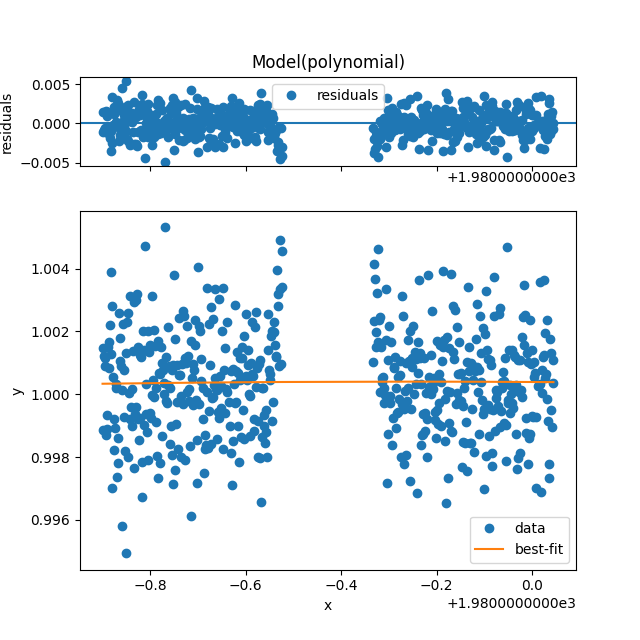 Model(polynomial)
0.005
0.000
−0.005
residuals
residuals
+1.9800000000e3
1.004
1.002
1.000
0.998
0.996
y
data
best-fit
−0.8 −0.6 −0.4 −0.2 0.0
x
+1.9800000000e3